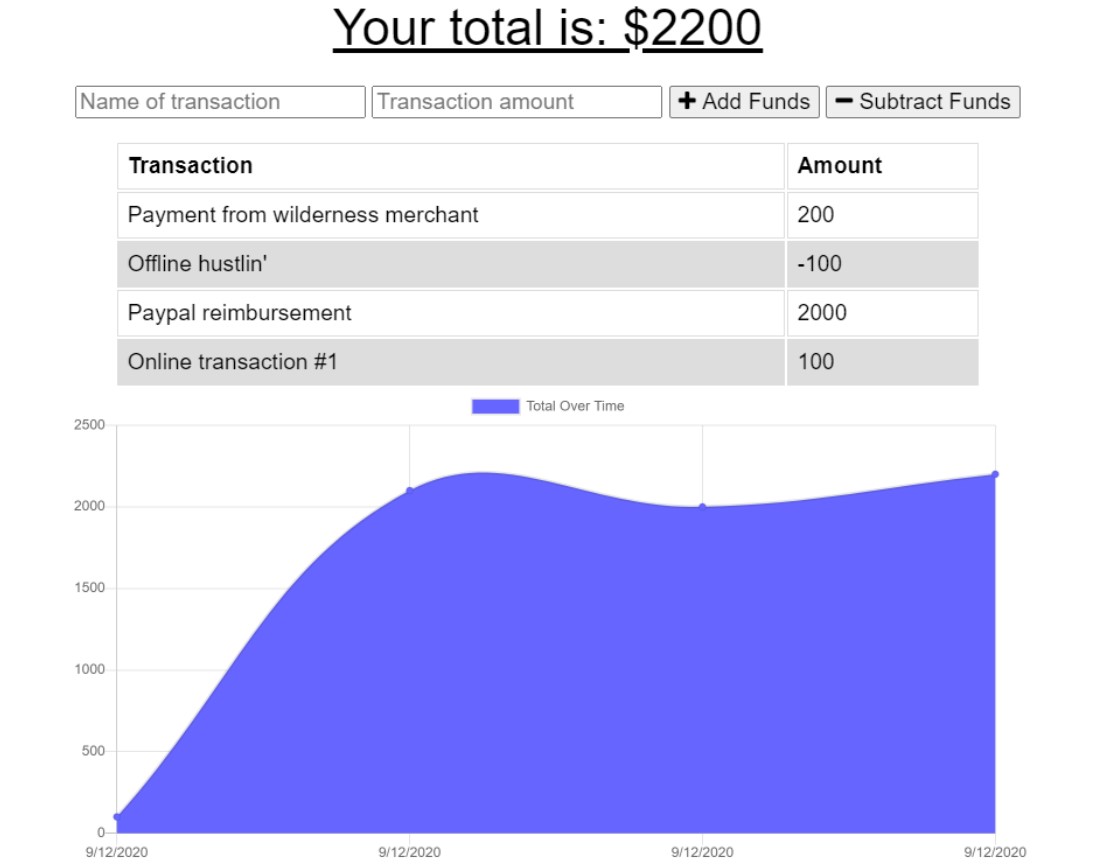 Your total is: $2200
Name of transaction Transaction amount Add Funds Subtract Funds
Transaction Amount
Payment from wilderness merchant 200
Offline hustlin' -100
Paypal reimbursement 2000
Online transaction #1 100
Total Over Time
2500
2000
1500
1000
500
0
9/12/2020 9/12/2020 9/12/2020 9/12/2020